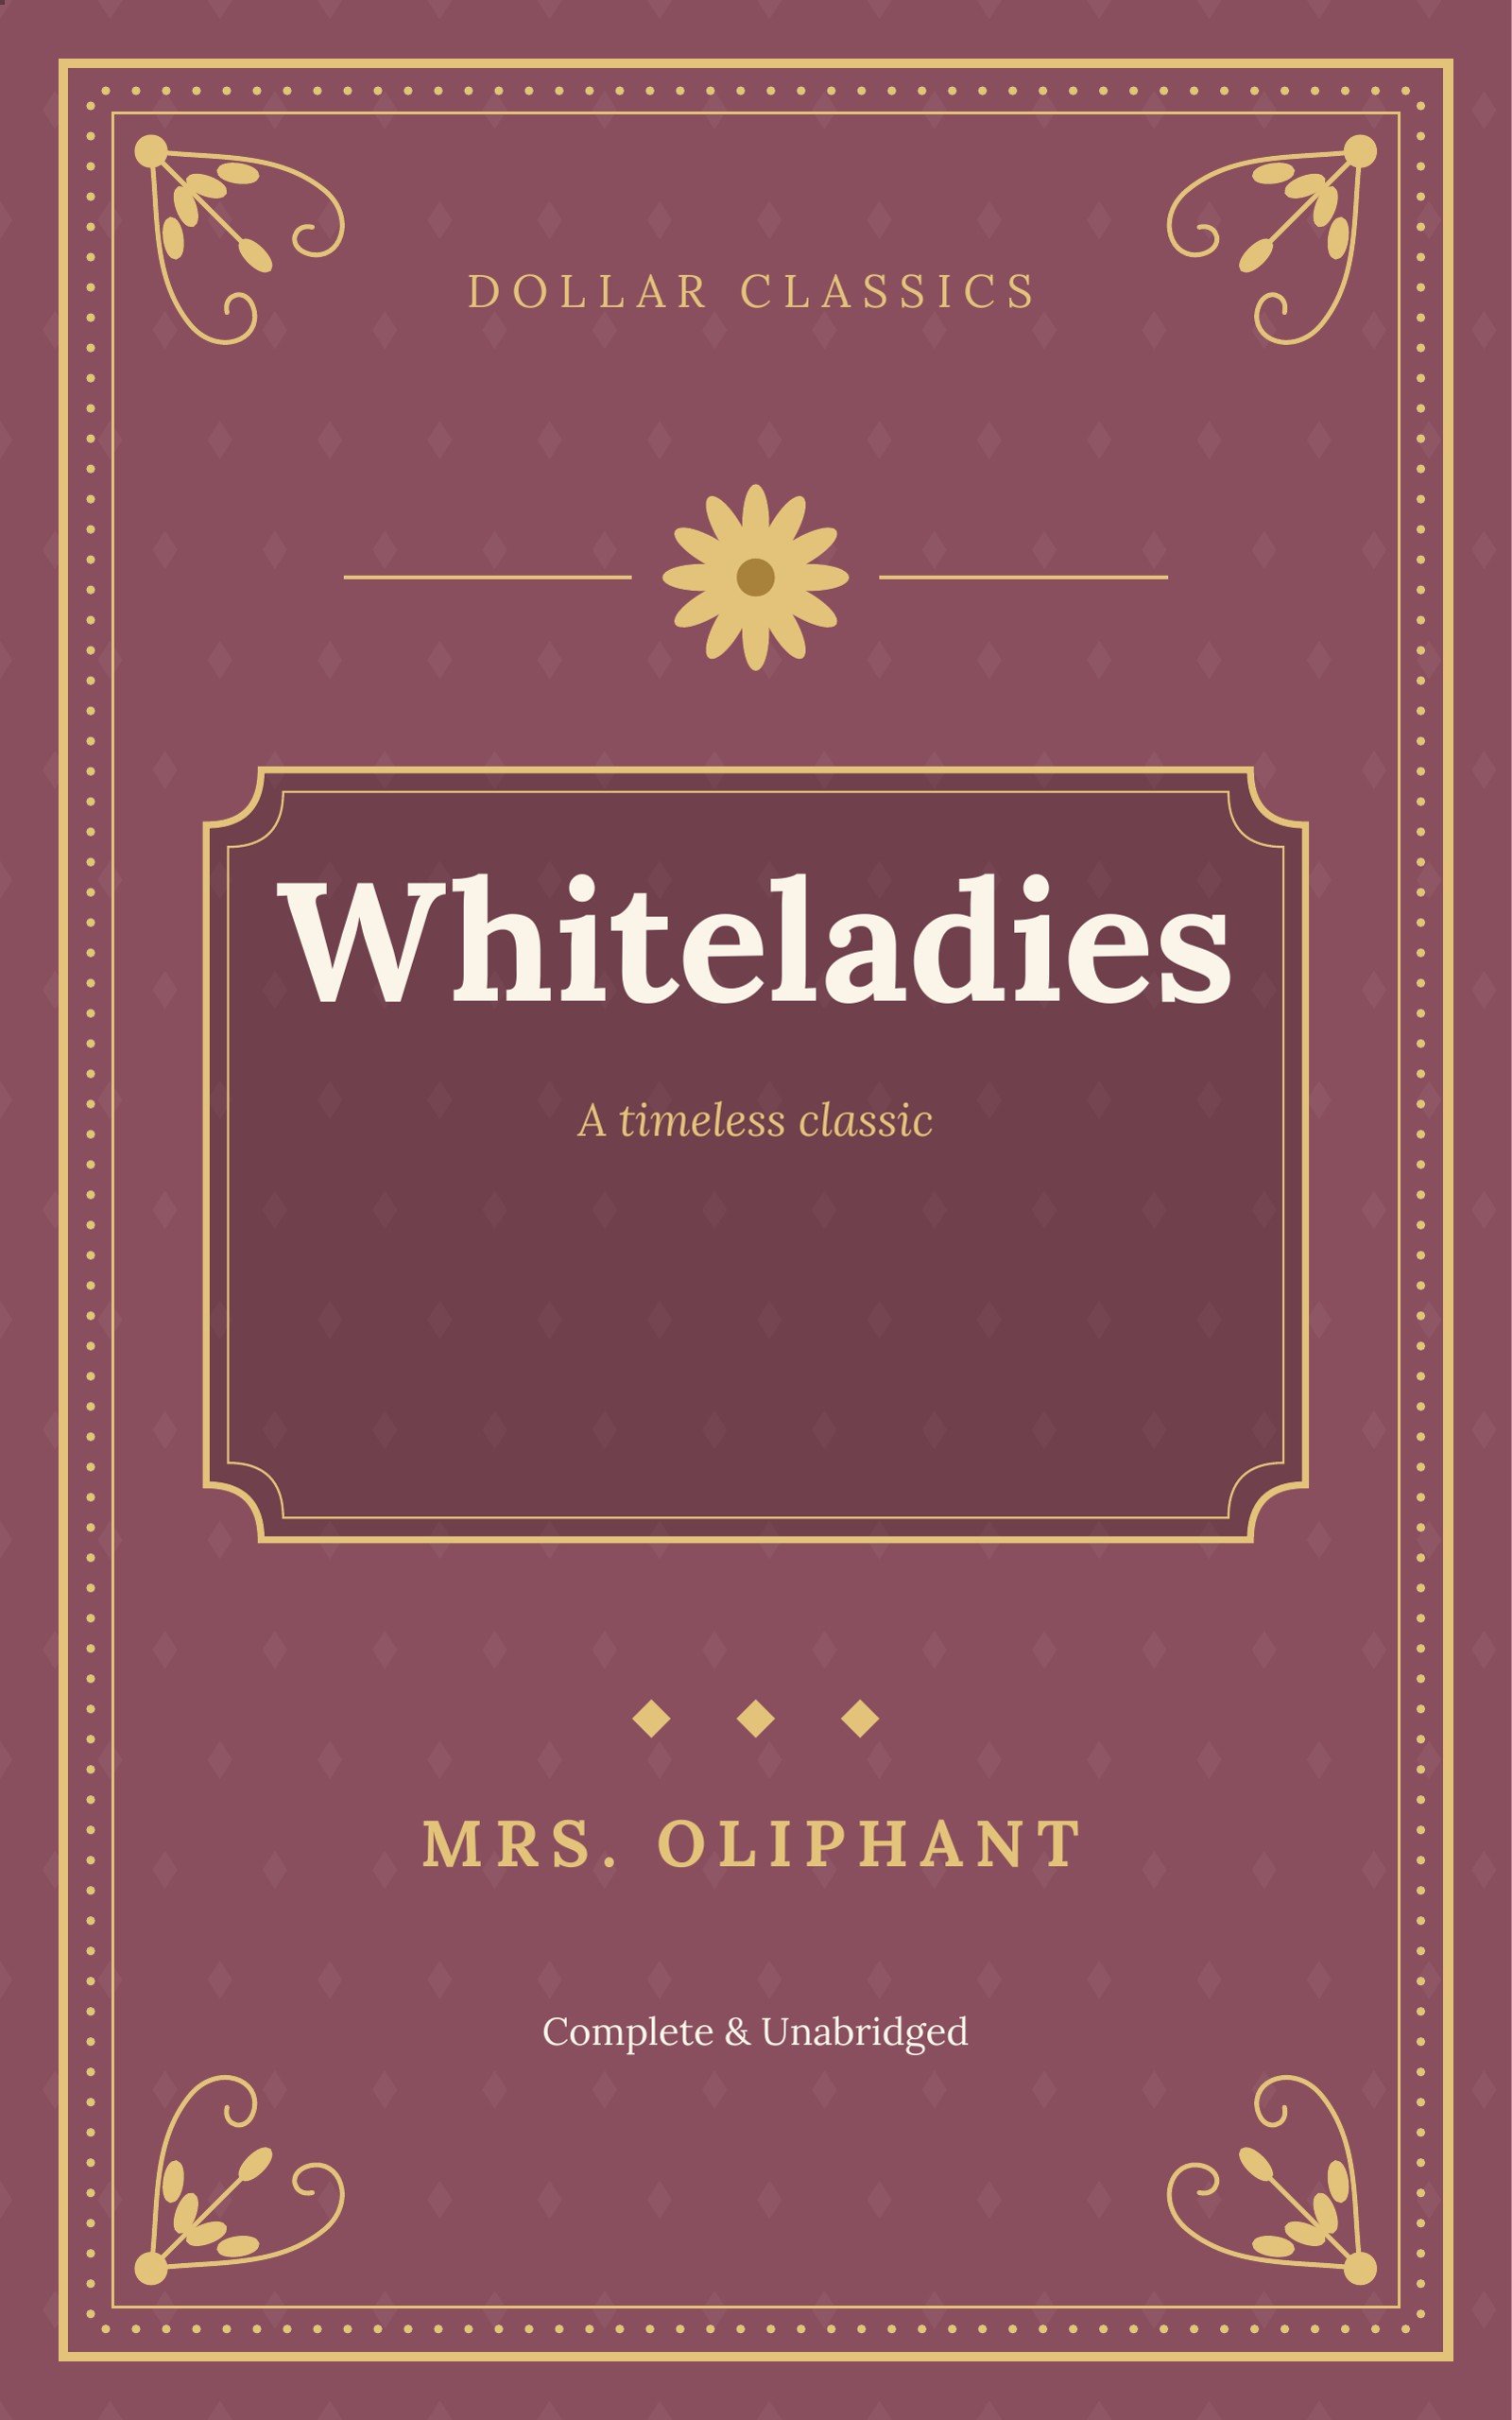 DOLLAR CLASSICS
Whiteladies
A timeless classic
MRS. OLIPHANT
Complete & Unabridged